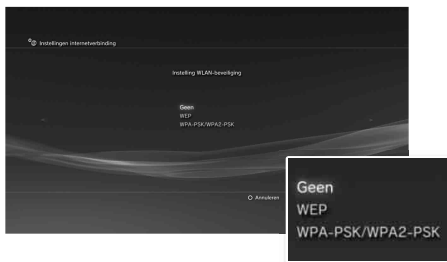 Instellingen internetverbinding
Instelling WLAN-beveiliging
Geen
WEP
WPA-PSK/WPA2-PSK
Annuleren
Geen
WEP
WPA-PSK/WPA2-PSK